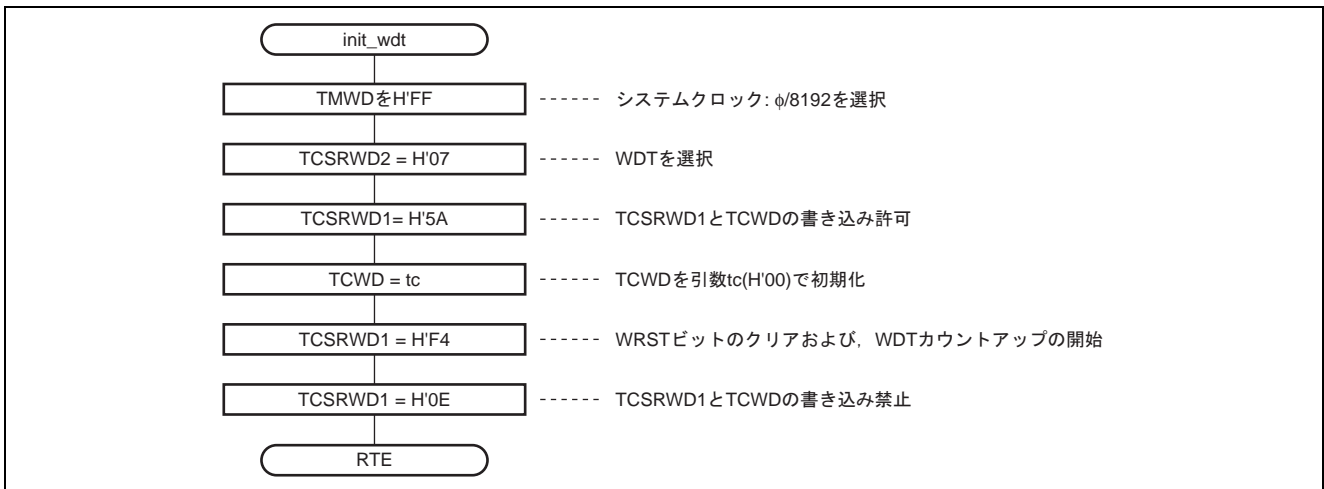 init_wdt
TMWDをH'FF ------ システムクロック: φ/8192を選択
TCSRWD2 = H'07 ------ WDTを選択
TCSRWD1= H'5A ------ TCSRWD1とTCWDの書き込み許可
TCWD = tc ------ TCWDを引数tc(H'00)で初期化
TCSRWD1 = H'F4 ------ WRSTビットのクリアおよび，WDTカウントアップの開始
TCSRWD1 = H'0E ------ TCSRWD1とTCWDの書き込み禁止
RTE